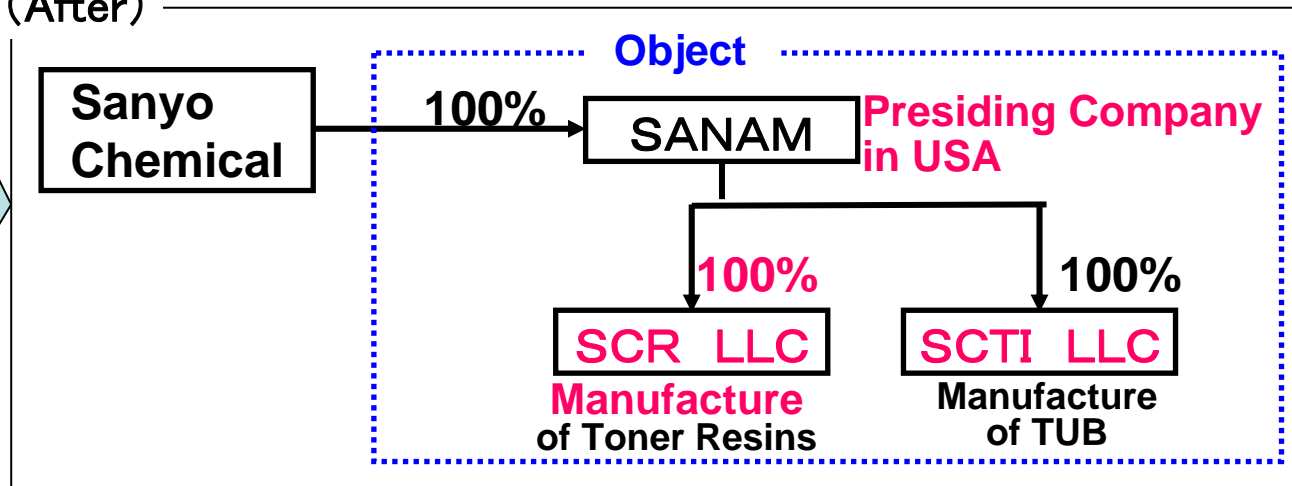 (After)
Object
Sanyo
Chemical
100%
SANAM
Presiding Company
in USA
100%
100%
SCR LLC
SCTI LLC
Manufacture
of Toner Resins
Manufacture
of TUB